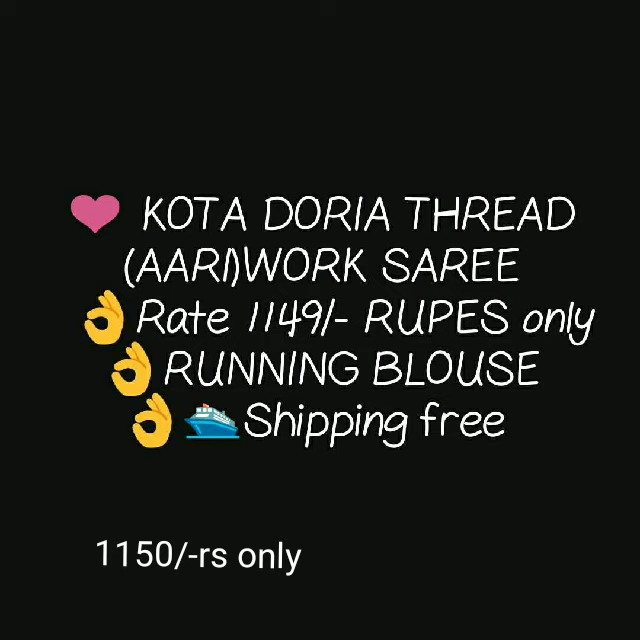 ❤ KOTA DORIA THREAD
(AARI)WORK SAREE
👌Rate 1149/- RUPES only
👌RUNNING BLOUSE
👌🛳Shipping free
1150/-rs only